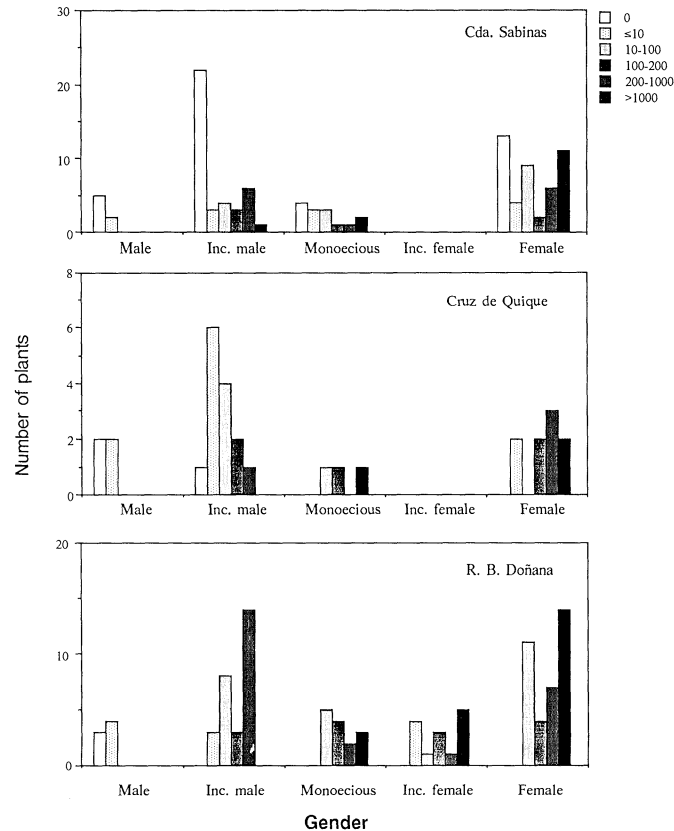 30
20
10
0
Cda. Sabinas
0
≤10
10-100
100-200
200-1000
>1000
Male Inc. male Monoecious Inc. female Female
8
6
4
2
0
Cruz de Quique
Male Inc. male Monoecious Inc. female Female
Number of plants
20
10
0
R. B. Doñana
Male Inc. male Monoecious Inc. female Female
Gender